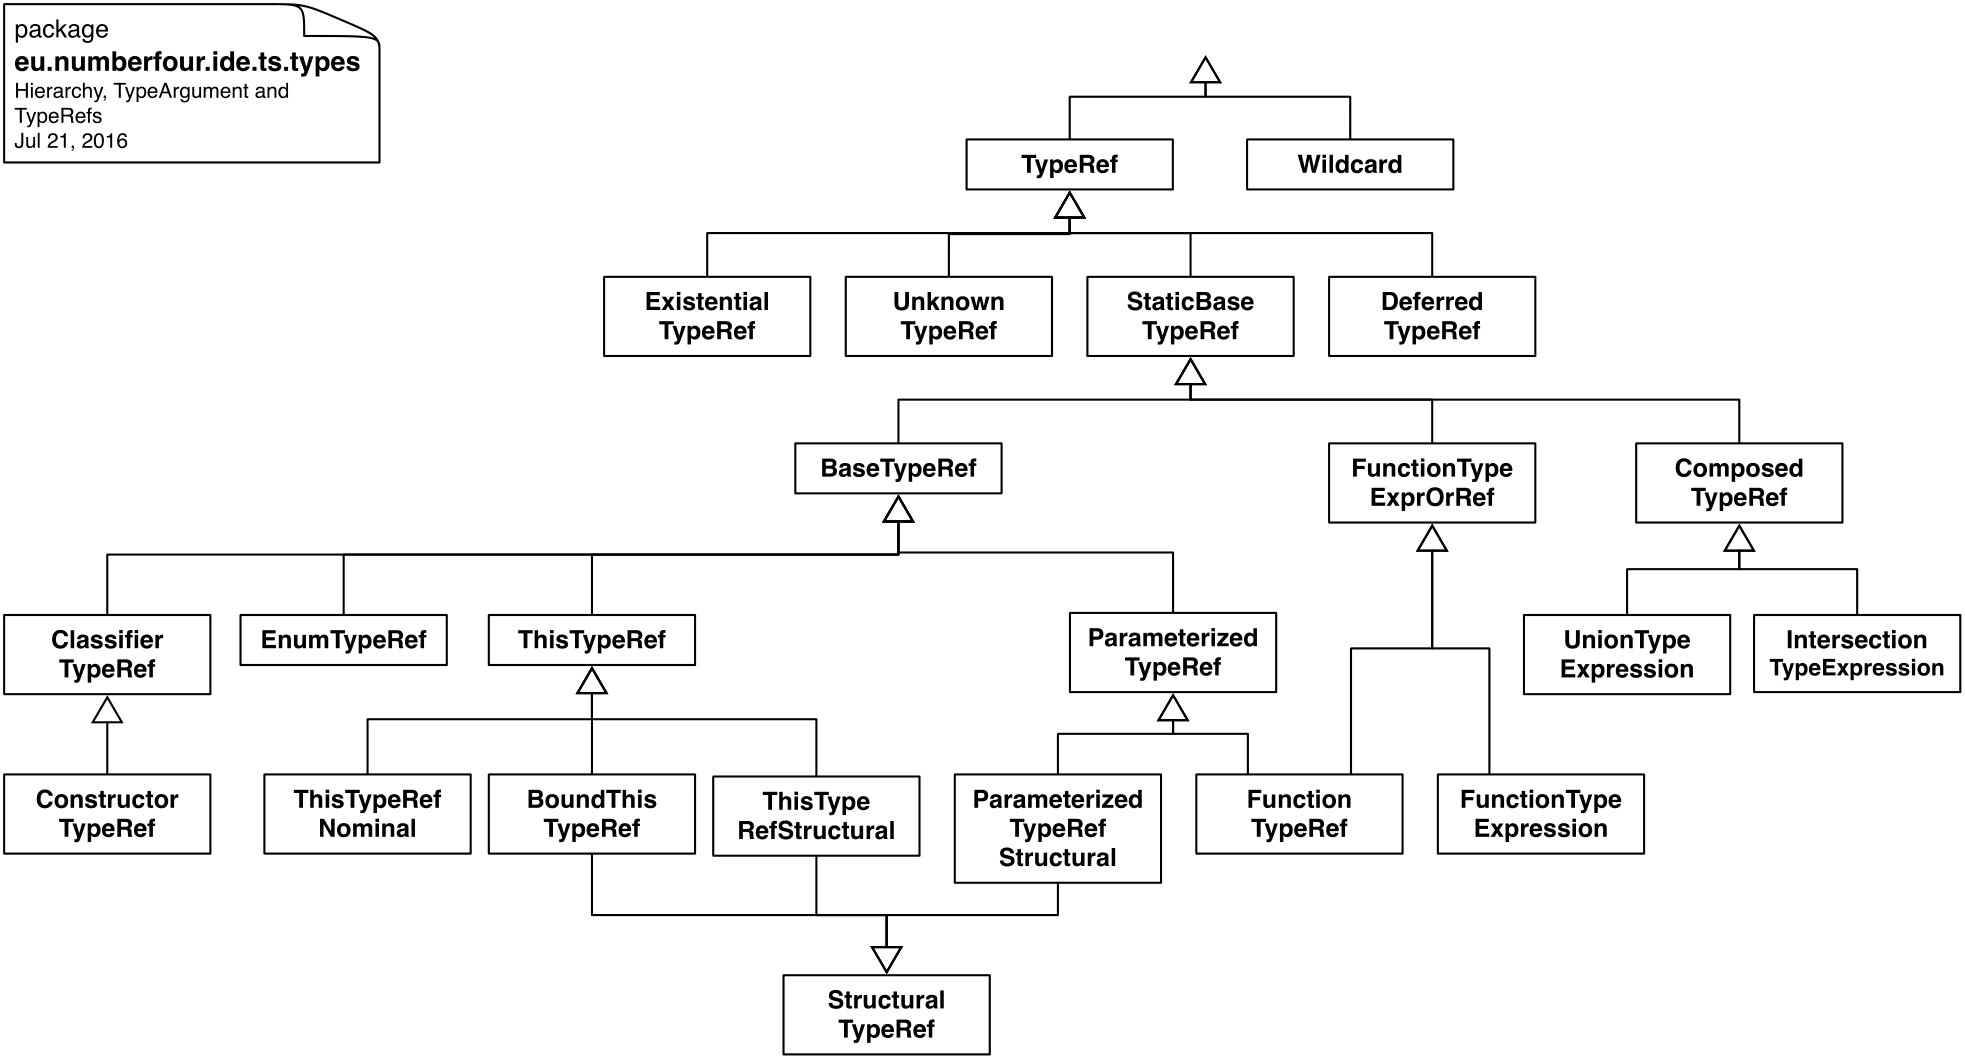 package
eu.numberfour.ide.ts.types
Hierarchy, TypeArgument and
TypeRefs
Jul 21, 2016
TypeRef
Wildcard
Existential
TypeRef
Unknown
TypeRef
StaticBase
TypeRef
Deferred
TypeRef
BaseTypeRef
FunctionType
ExprOrRef
Composed
TypeRef
Classifier
TypeRef
EnumTypeRef
ThisTypeRef
Parameterized
TypeRef
UnionType
Expression
Intersection
TypeExpression
Constructor
TypeRef
ThisTypeRef
Nominal
BoundThis
TypeRef
ThisType
RefStructural
Parameterized
TypeRef
Structural
Function
TypeRef
FunctionType
Expression
Structural
TypeRef